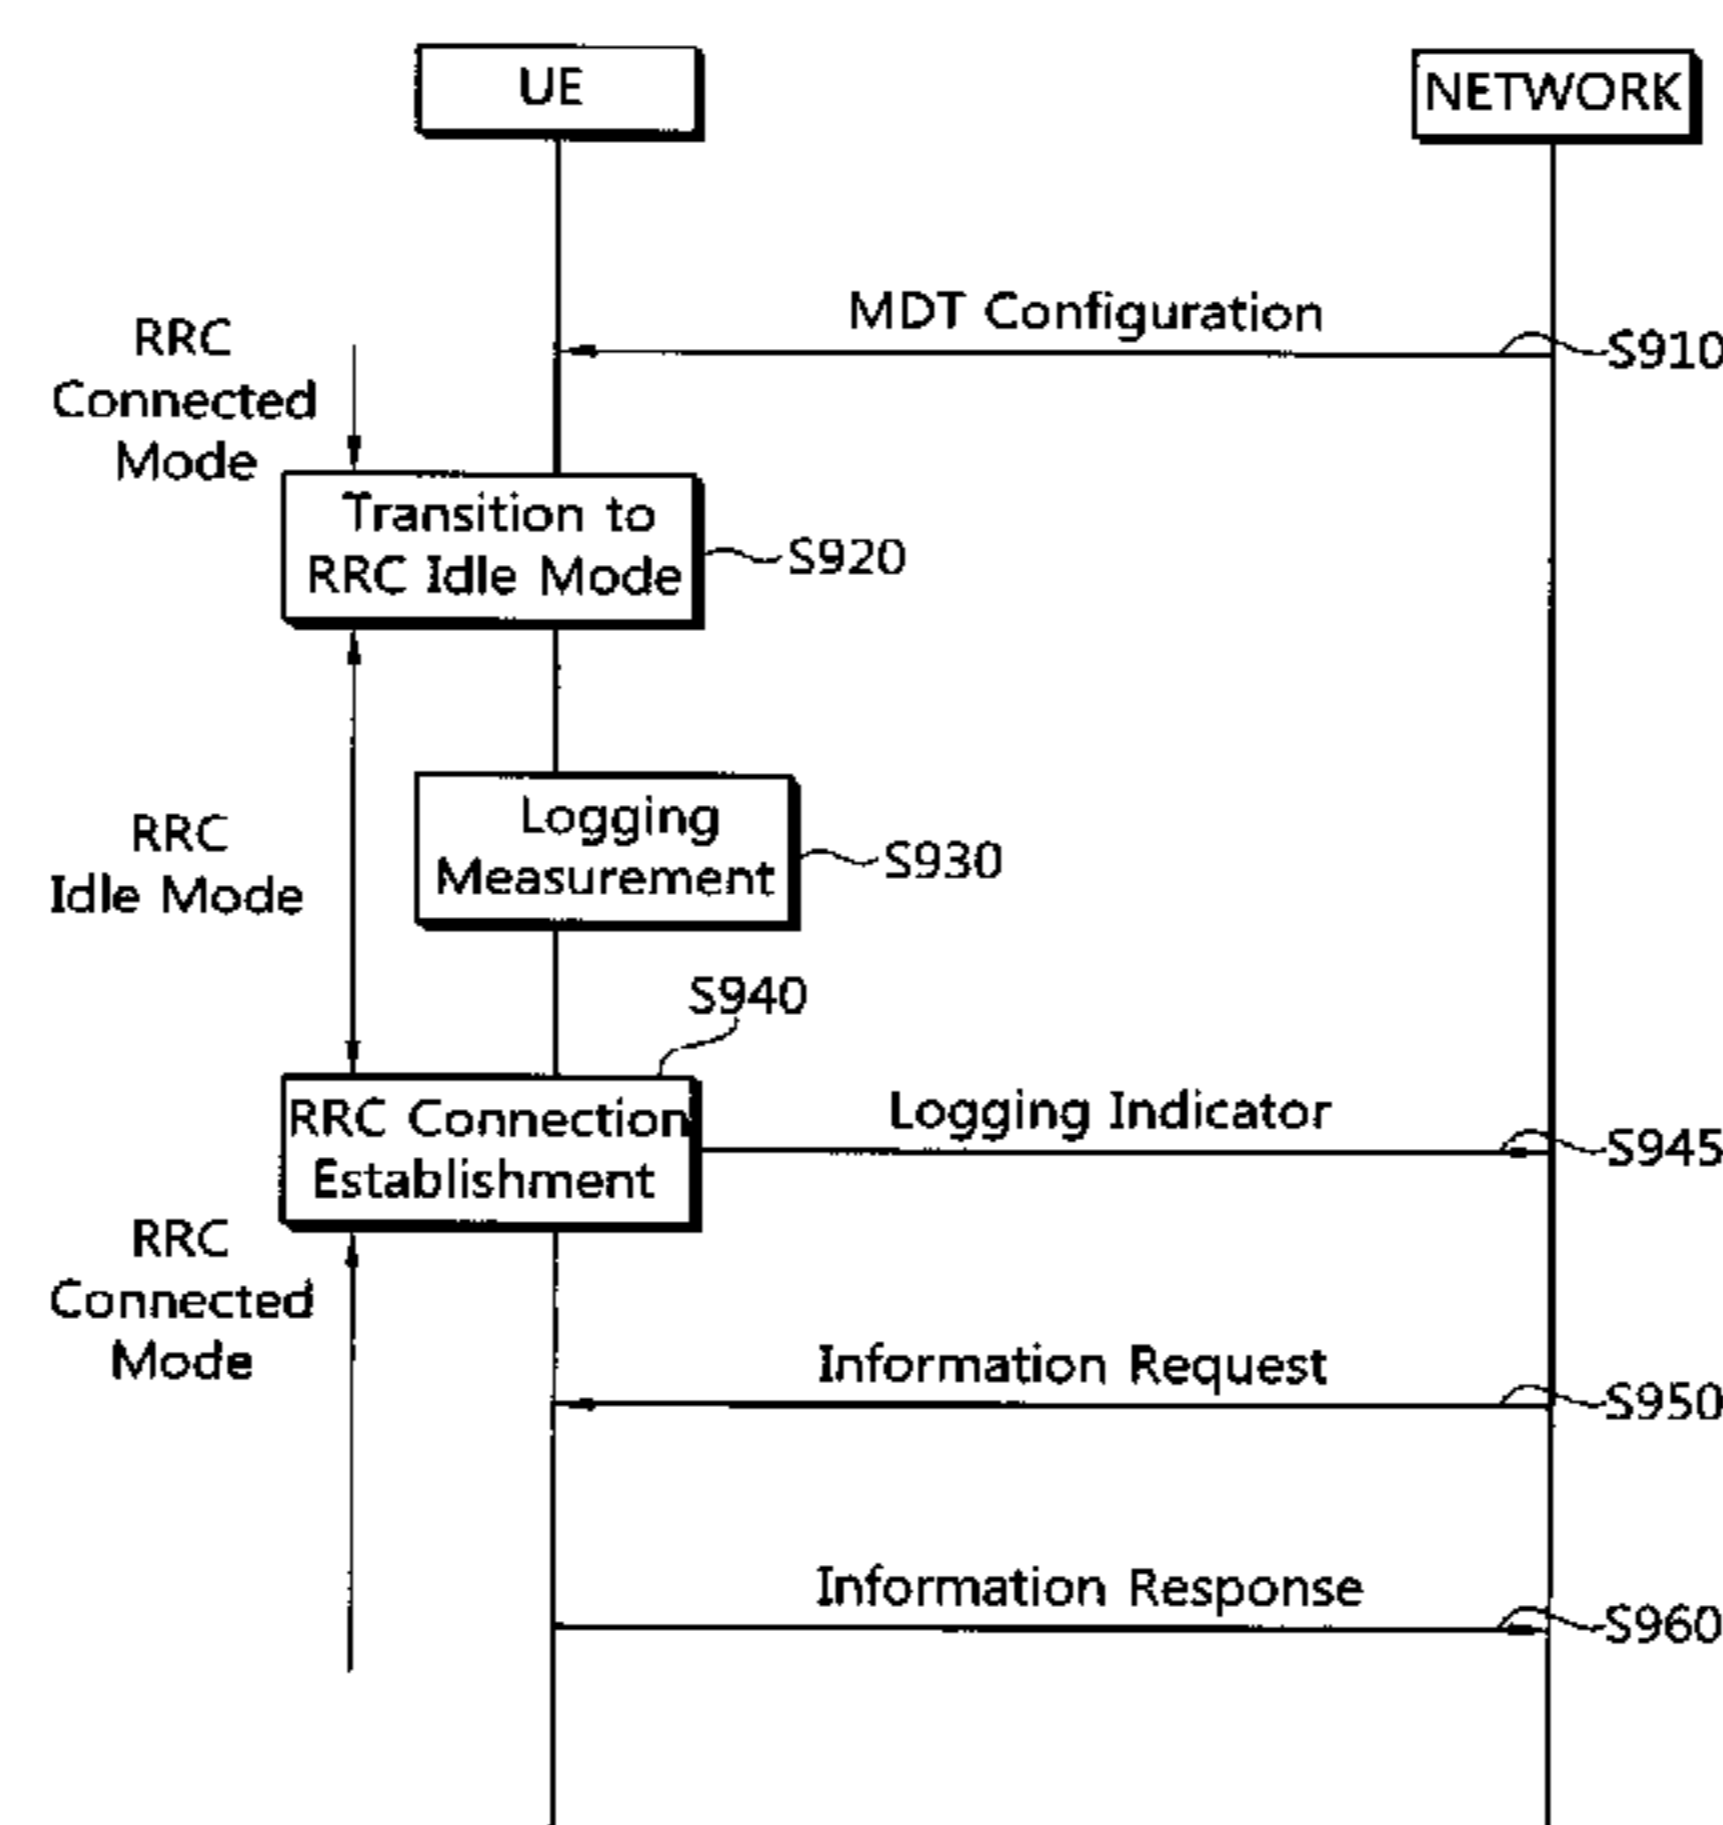 UE
NETWORK
MDT Configuration
S910
RRC
Connected
Mode
Transition to
RRC Idle Mode
S920
RRC
Idle Mode
Logging
Measurement
S930
S940
RRC Connection
Establishment
Logging Indicator
S945
RRC
Connected
Mode
Information Request
S950
Information Response
S960